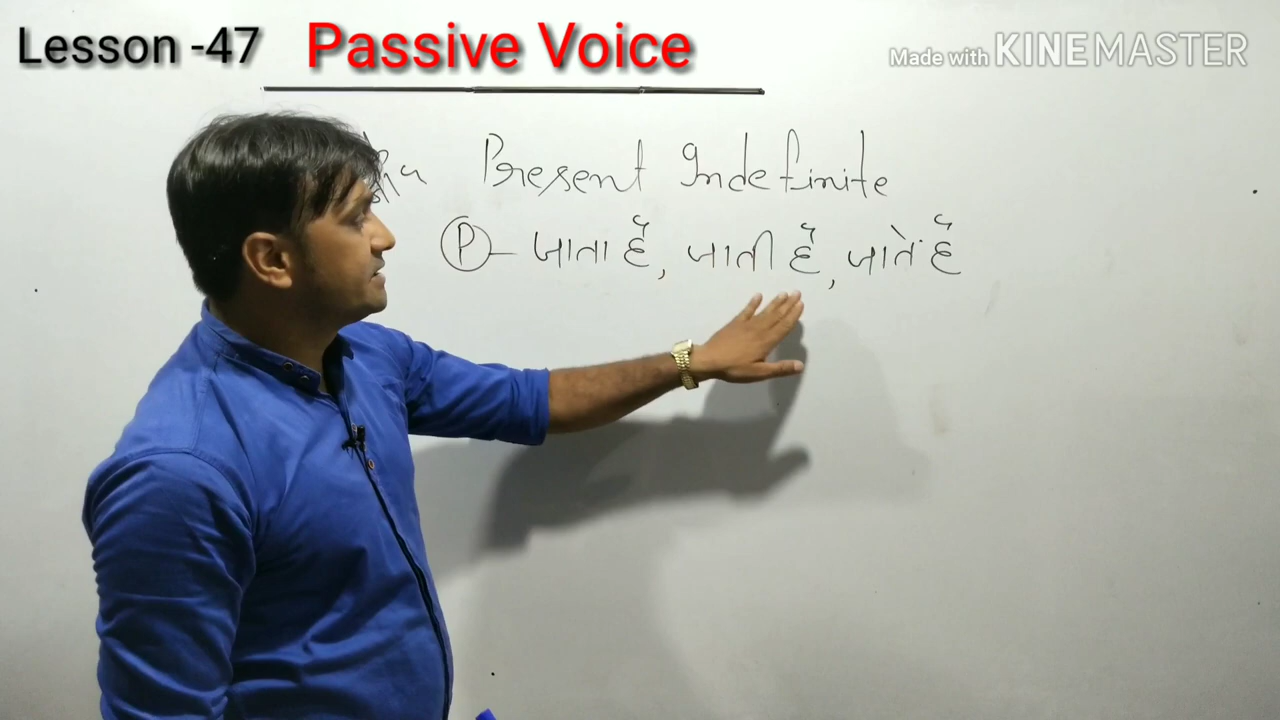 Lesson -47 Passive Voice
Made with KINEMASTER
Present Indefinite
Ⓟ - जाता है, जाती है, जाते हैं